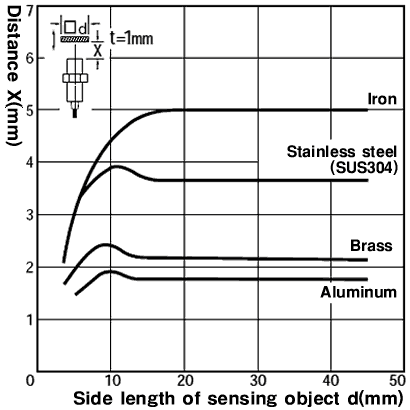 Distance X(mm)
7
6
5
4
3
2
1
0
d
t=1mm
X
Iron
Stainless steel
(SUS304)
Brass
Aluminum
10
20
30
40
50
Side length of sensing object d(mm)